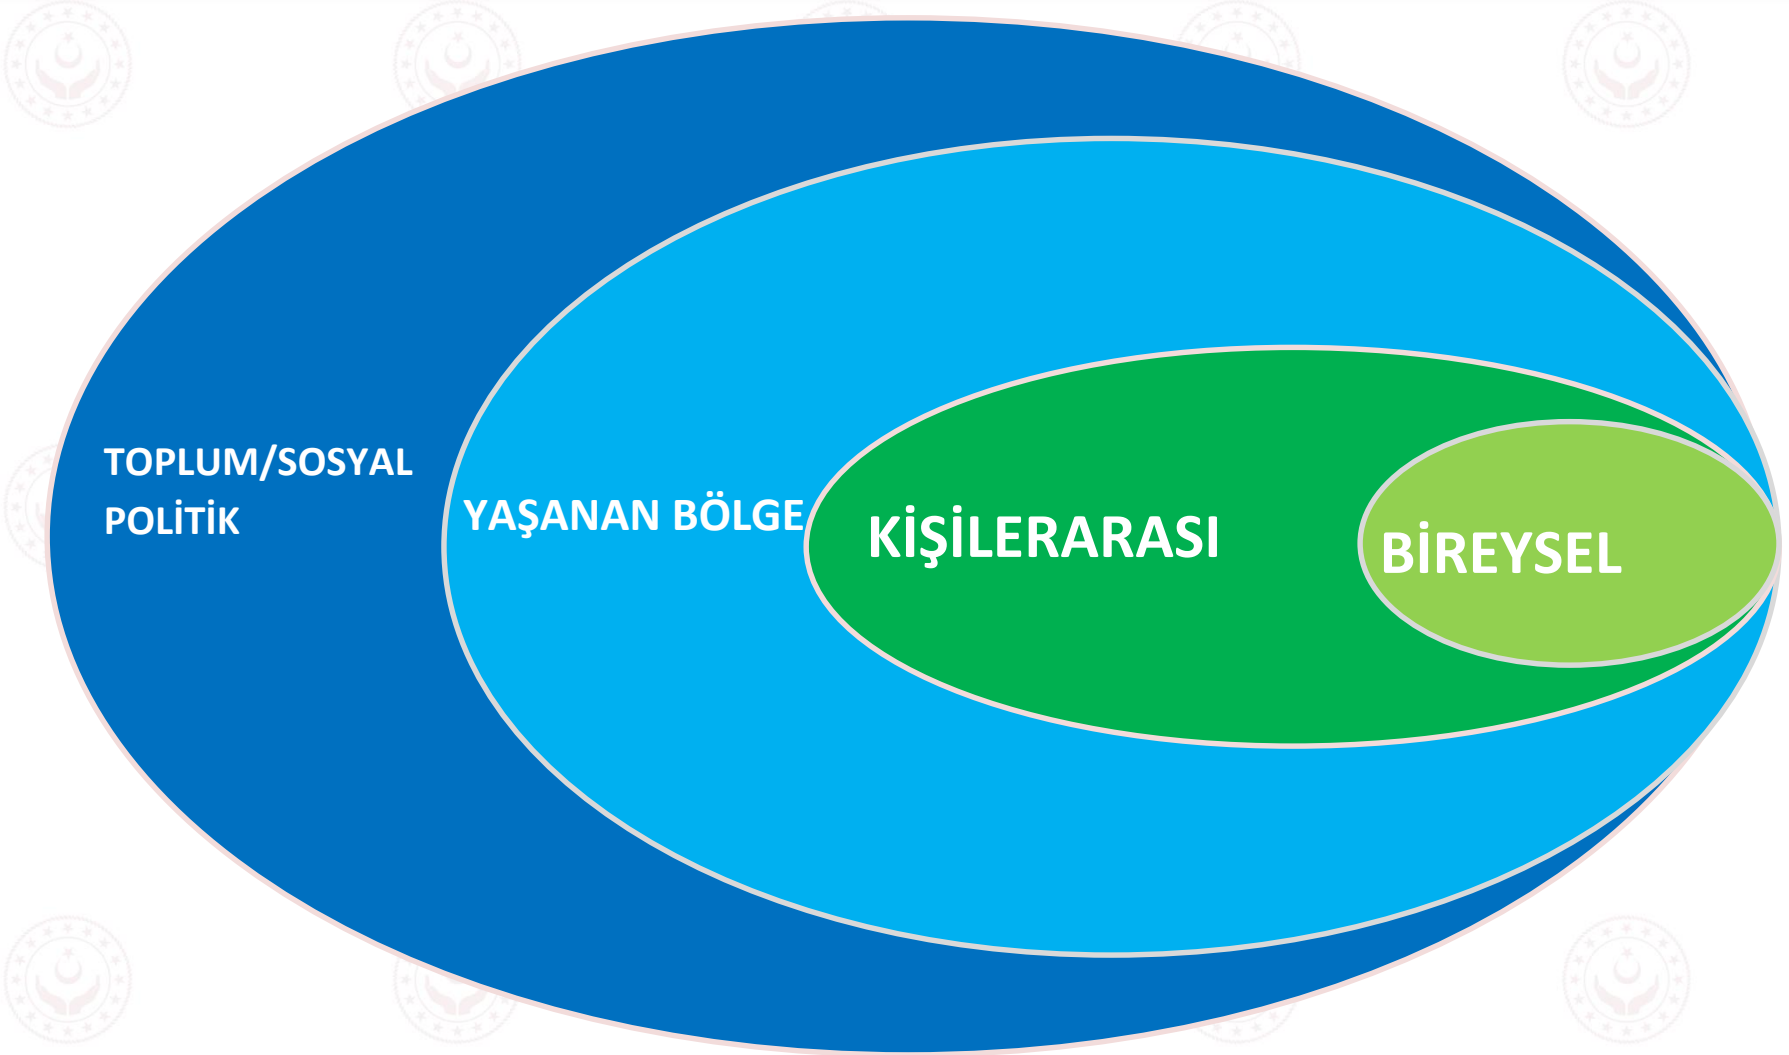 TOPLUM/SOSYAL
POLİTİK
YAŞANAN BÖLGE
KİŞİLERARASI
BİREYSEL